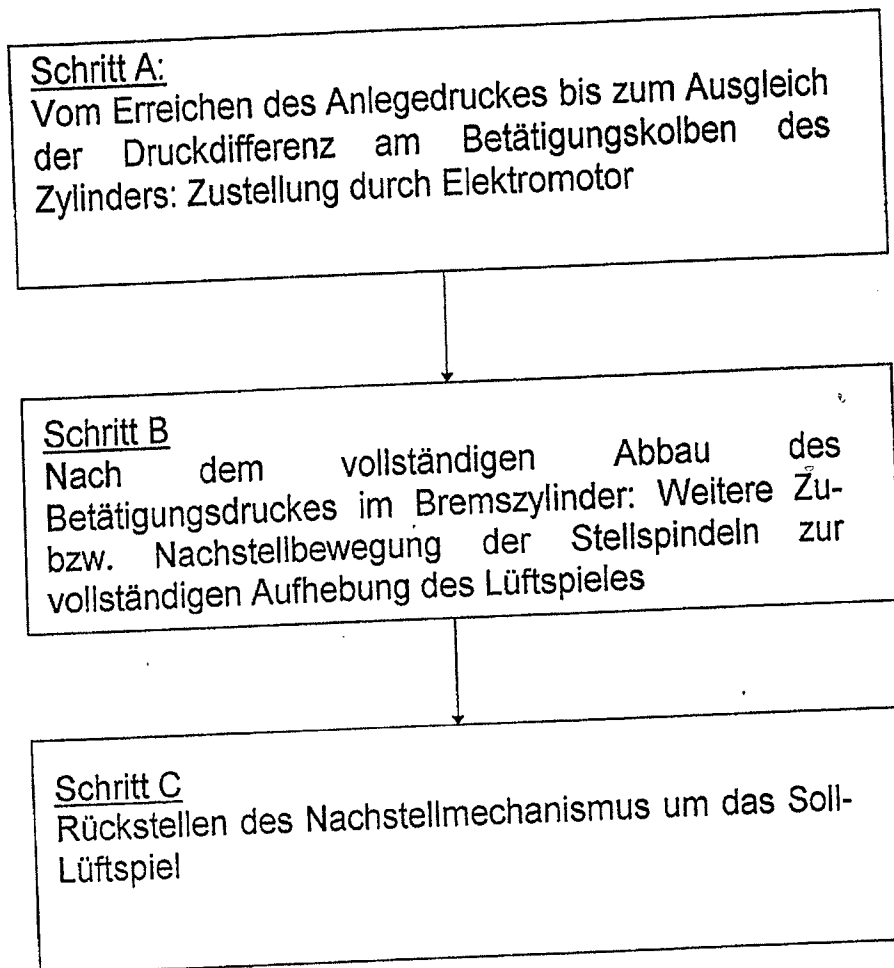 Schritt A:
Vom Erreichen des Anlegedruckes bis zum Ausgleich
der Druckdifferenz am Betätigungskolben des
Zylinders: Zustellung durch Elektromotor
Schritt B
Nach dem vollständigen Abbau des
Betätigungsdruckes im Bremszylinder: Weitere Zu-
bzw. Nachstellbewegung der Stellspindeln zur
vollständigen Aufhebung des Lüftspieles
Schritt C
Rückstellen des Nachstellmechanismus um das Soll-
Lüftspiel